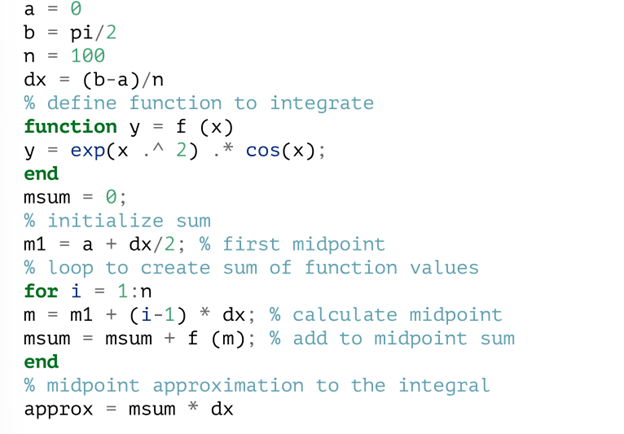 a = 0
b = pi/2
n = 100
dx = (b-a)/n
% define function to integrate
function y = f (x)
y = exp(x .^ 2) .* cos(x);
end
msum = 0;
% initialize sum
m1 = a + dx/2; % first midpoint
% loop to create sum of function values
for i = 1:n
m = m1 + (i-1) * dx; % calculate midpoint
msum = msum + f (m); % add to midpoint sum
end
% midpoint approximation to the integral
approx = msum * dx